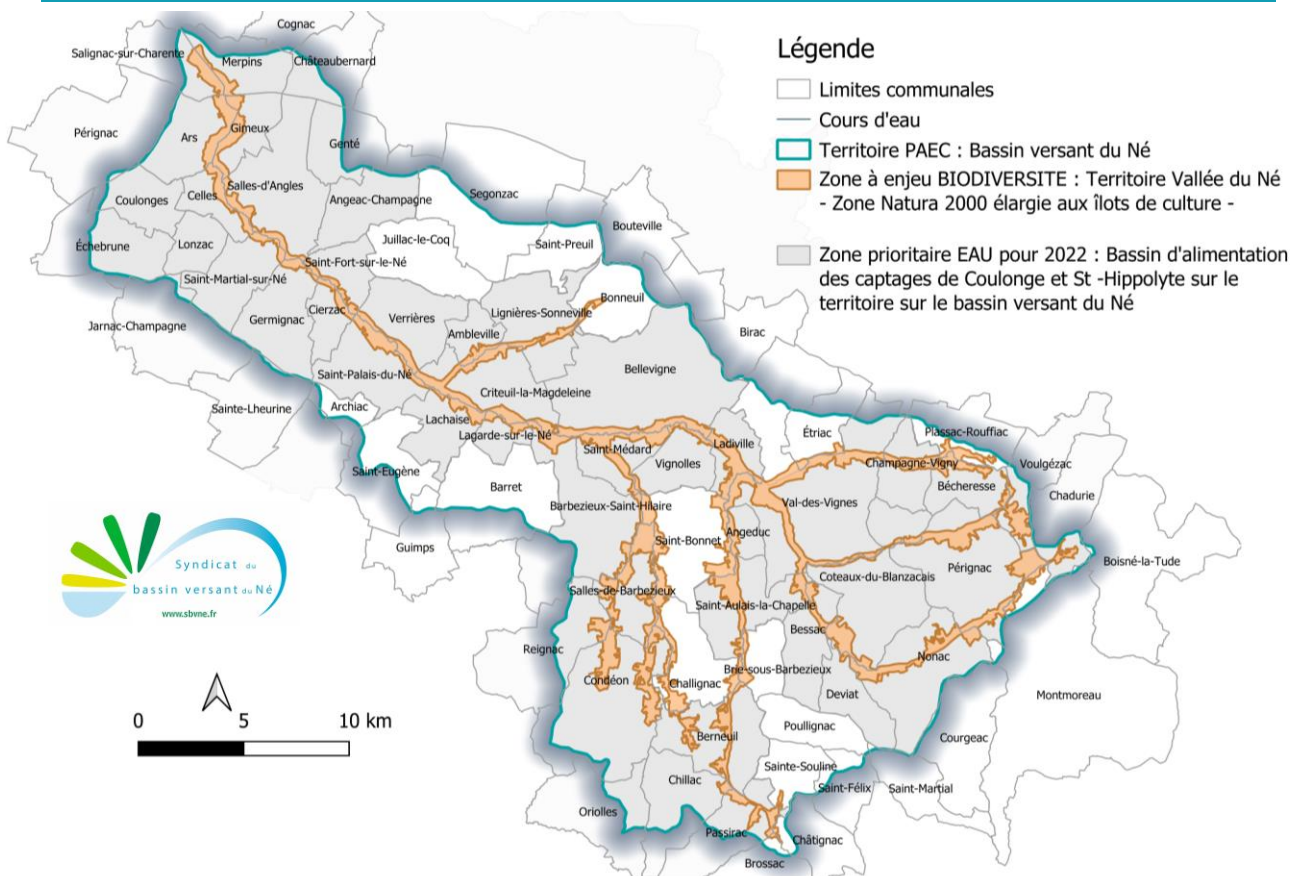 Cognac
Salignac-sur-Charente
Merpins
Châteaubernard
Légende
Limites communales
Cours d'eau
Territoire PAEC : Bassin versant du Né
Zone à enjeu BIODIVERSITE : Territoire Vallée du Né
- Zone Natura 2000 élargie aux îlots de culture -
Zone prioritaire EAU pour 2022 : Bassin d'alimentation
des captages de Coulonge et St -Hippolyte sur le
territoire sur le bassin versant du Né
Pérignac
Ars
Gimeux
Genté
Salles-d'Angles
Celles
Coulonges
Angeac-Champagne
Segonzac
Échebrune
Lonzac
Juillac-le-Coq
Saint-Preuil
Bouteville
Saint-Fort-sur-le-Né
Saint-Martial-sur-Né
Bonneuil
Jarnac-Champagne
Germignac
Cierzac
Verrières
Lignières-Sonneville
Ambleville
Birac
Saint-Palais-du-Né
Bellevigne
Criteuil-la-Magdeleine
Sainte-Lheurine
Archiac
Lachaise
Lagarde-sur-le-Né
Saint-Médard
Ladiville
Étriac
Plassac-Rouffiac
Vignolles
Champagne-Vigny
Voulgézac
Saint-Eugène
Barret
Bécheresse
Chadurie
Barbezieux-Saint-Hilaire
Val-des-Vignes
Guimps
Saint-Bonnet
Angeduc
Boisné-la-Tude
Coteaux-du-Blanzacais
Pérignac
Salles-de-Barbezieux
Saint-Aulais-la-Chapelle
Bessac
Reignac
Nonac
Brie-sous-Barbezieux
Condéon
Challignac
Deviat
Montmoreau
Poullignac
Berneuil
Courgeac
Sainte-Souline
Chillac
Saint-Félix
Saint-Martial
Oriolles
Passirac
Châtignac
Brossac
Syndicat du
bassin versant du Né
www.sbvne.fr
0 5 10 km